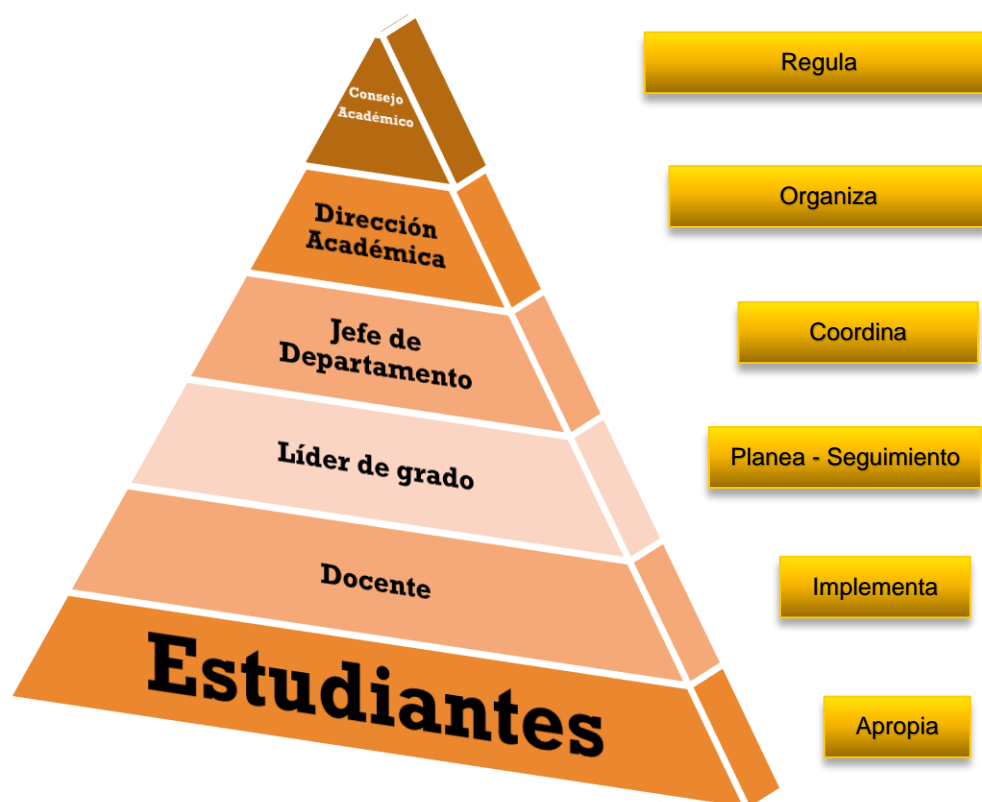 Consejo
Académico
Regula
Dirección
Académica
Organiza
Jefe de
Departamento
Coordina
Líder de grado
Planea - Seguimiento
Docente
Implementa
Estudiantes
Apropia